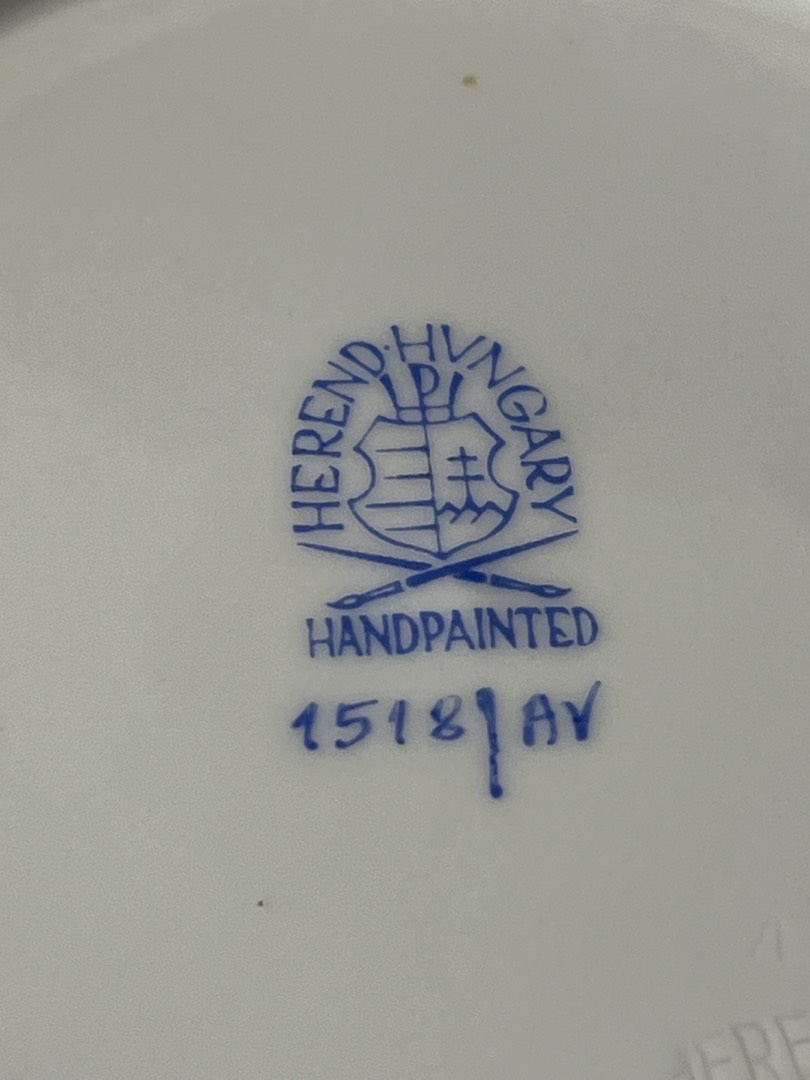 HEREND · HVNGARY
HANDPAINTED
1518/AV